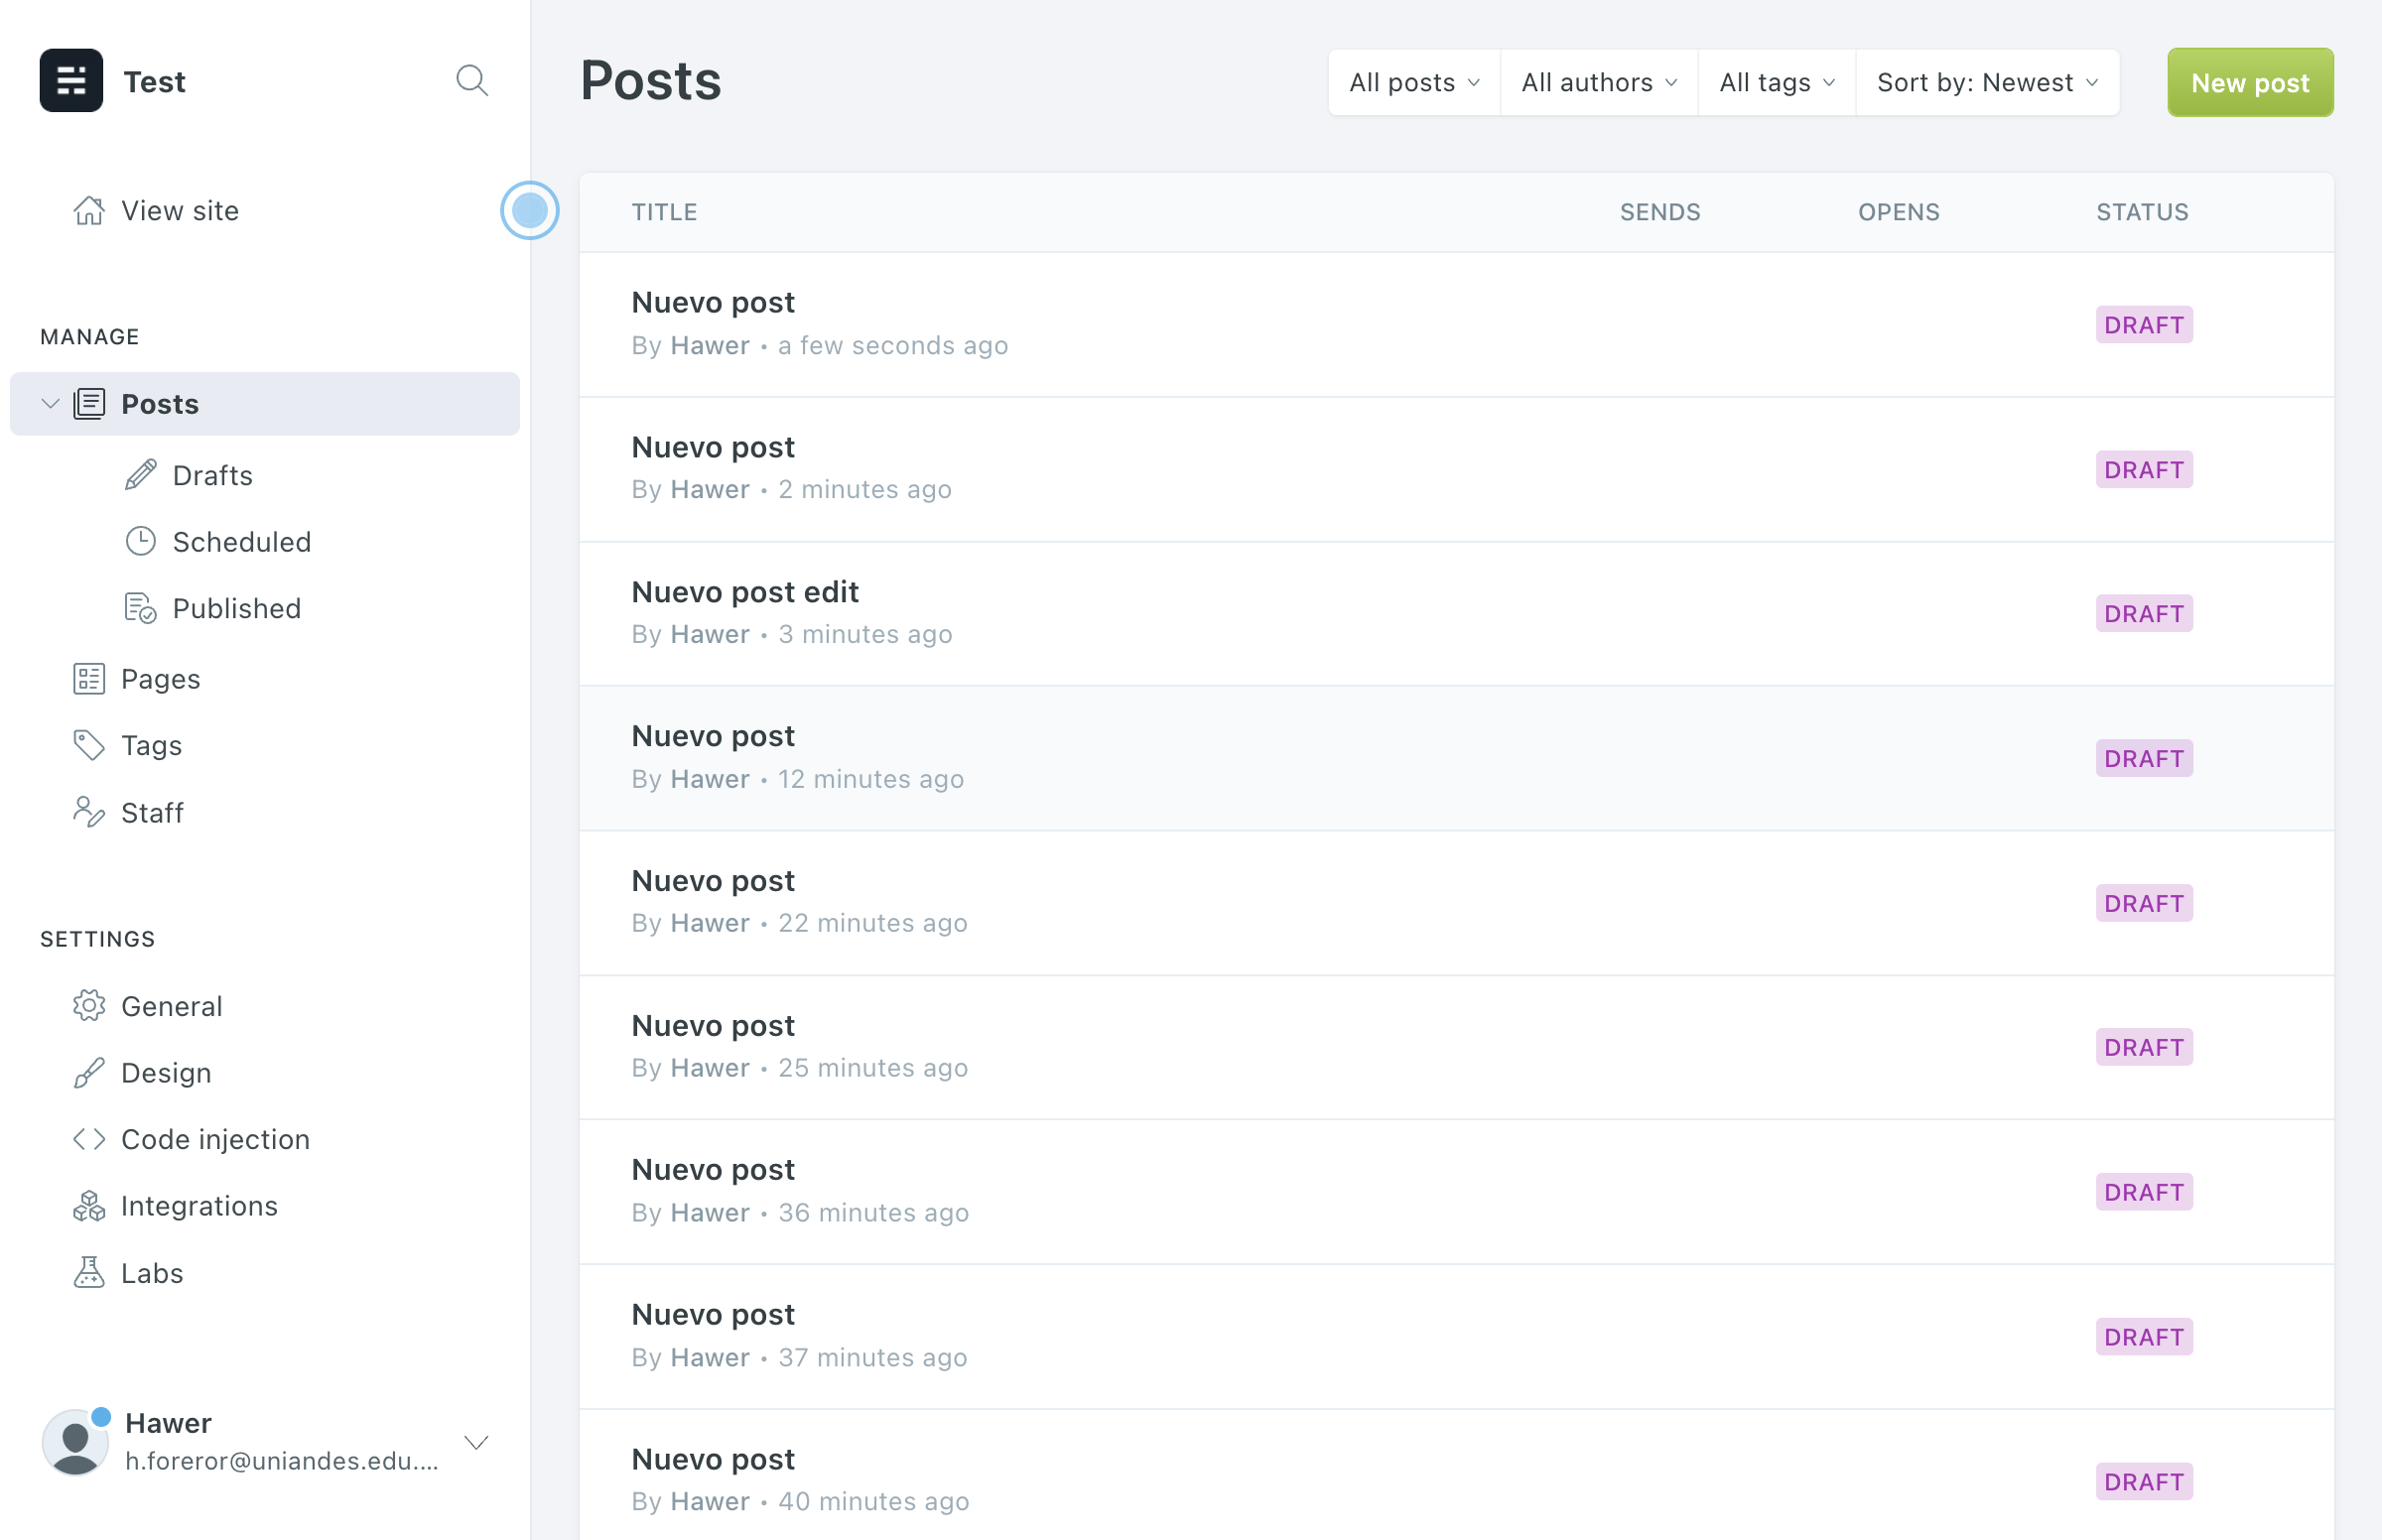 Test
View site
MANAGE
Posts
Drafts
Scheduled
Published
Pages
Tags
Staff
SETTINGS
General
Design
Code injection
Integrations
Labs
Hawer
h.foreror@uniandes.edu....
Posts
All posts
All authors
All tags
Sort by: Newest
New post
TITLE SENDS OPENS STATUS
Nuevo post
By Hawer • a few seconds ago
DRAFT
Nuevo post
By Hawer • 2 minutes ago
DRAFT
Nuevo post edit
By Hawer • 3 minutes ago
DRAFT
Nuevo post
By Hawer • 12 minutes ago
DRAFT
Nuevo post
By Hawer • 22 minutes ago
DRAFT
Nuevo post
By Hawer • 25 minutes ago
DRAFT
Nuevo post
By Hawer • 36 minutes ago
DRAFT
Nuevo post
By Hawer • 37 minutes ago
DRAFT
Nuevo post
By Hawer • 40 minutes ago
DRAFT